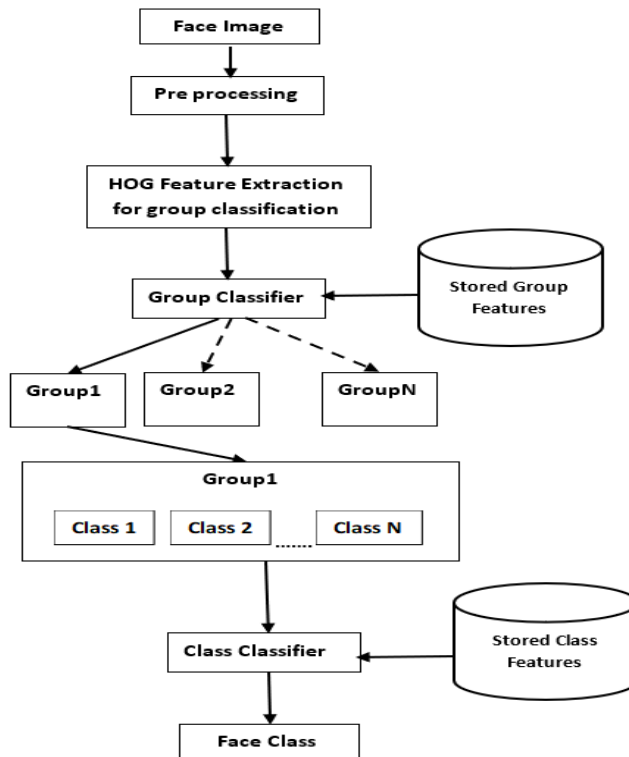 Face Image
Pre processing
HOG Feature Extraction
for group classification
Group Classifier
Stored Group
Features
Group1
Group2
GroupN
Group1
Class 1
Class 2
........
Class N
Class Classifier
Stored Class
Features
Face Class